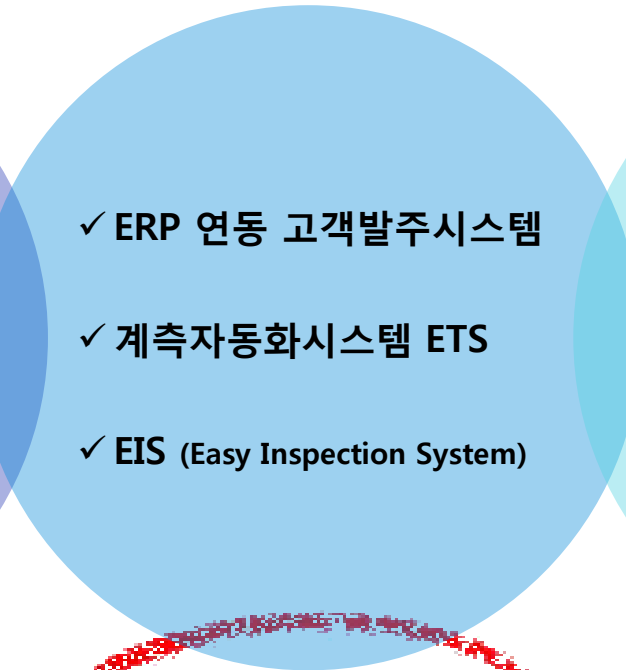 ✓ ERP 연동 고객발주시스템
✓ 계측자동화시스템 ETS
✓ EIS (Easy Inspection System)